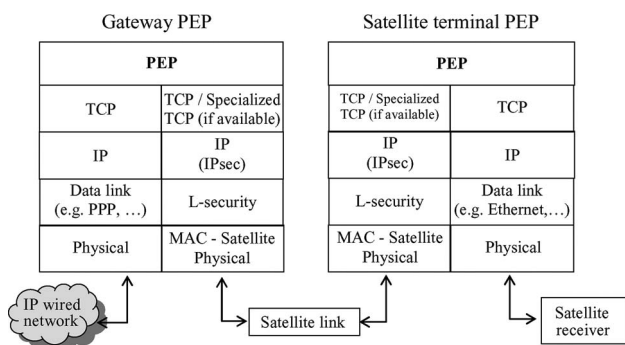 Gateway PEP
Satellite terminal PEP
PEP
TCP
TCP / Specialized
TCP (if available)
IP
IP
(IPsec)
Data link
(e.g. PPP, …)
L-security
Physical
MAC - Satellite
Physical
PEP
TCP / Specialized
TCP (if available)
TCP
IP
(IPsec)
IP
L-security
Data link
(e.g. Ethernet,…)
MAC - Satellite
Physical
Physical
IP wired
network
Satellite link
Satellite
receiver